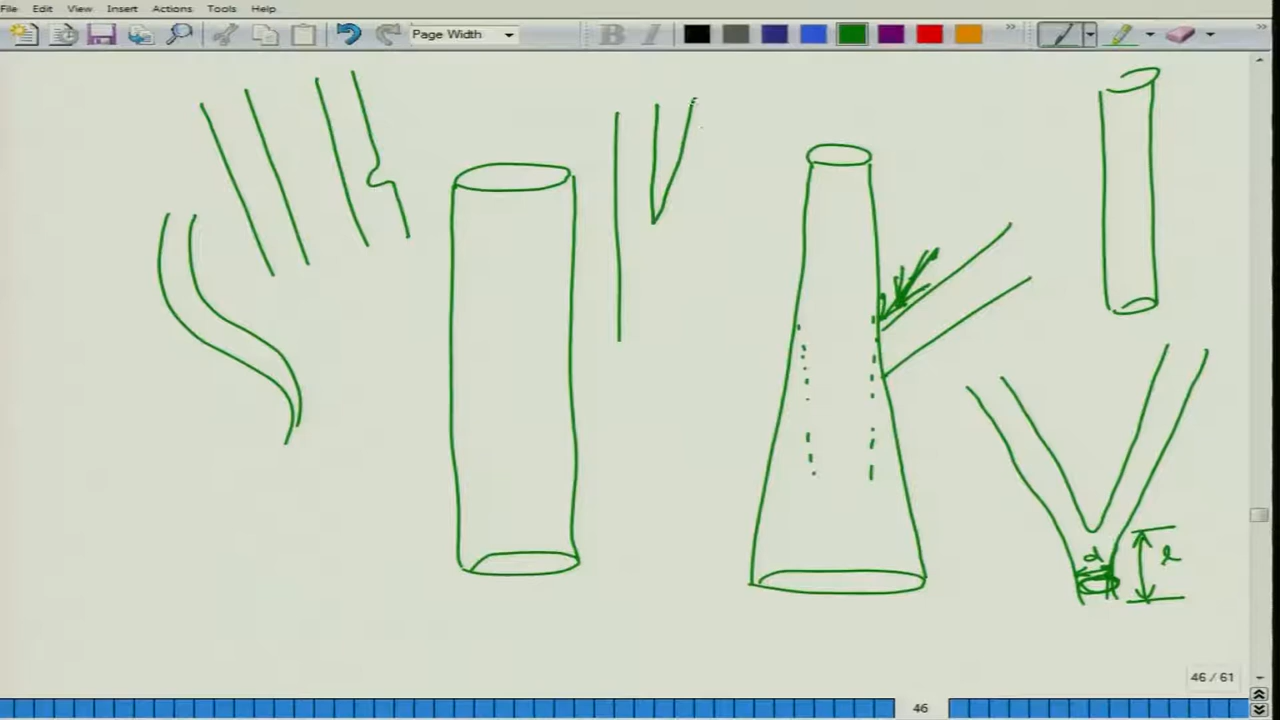 File Edit View Insert Actions Tools Help
Page Width B I
d
l
46 / 61
46